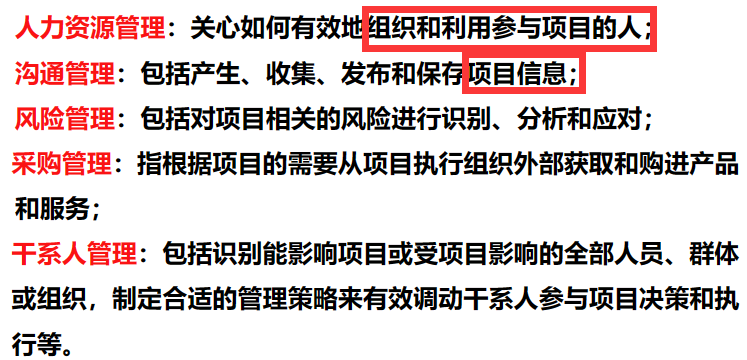 人力资源管理：关心如何有效地组织和利用参与项目的人；
沟通管理：包括产生、收集、发布和保存项目信息；
风险管理：包括对项目相关的风险进行识别、分析和应对；
采购管理：指根据项目的需要从项目执行组织外部获取和购进产品
和服务；
干系人管理：包括识别能影响项目或受项目影响的全部人员、群体
或组织，制定合适的管理策略来有效调动干系人参与项目决策和执
行等。